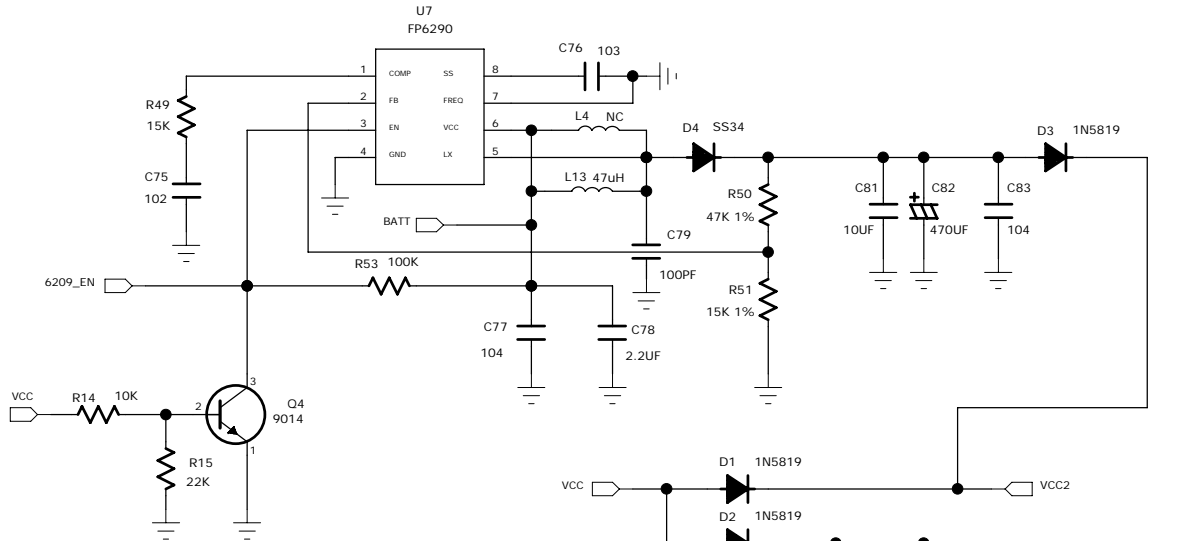 U7
FP6290
C76 103
1 COMP SS 8
2 FB FREQ 7
3 EN VCC 6
4 GND LX 5
R49
15K
C75
102
L4 NC
L13 47uH
D4 SS34
D3 1N5819
R50
47K 1%
C81
10UF
C82
+
470UF
C83
104
BATT
C79
100PF
R53 100K
6209_EN
R51
15K 1%
C77
104
C78
2.2UF
VCC
R14 10K
2
3
1
Q4
9014
R15
22K
D1 1N5819
VCC
VCC2
D2 1N5819